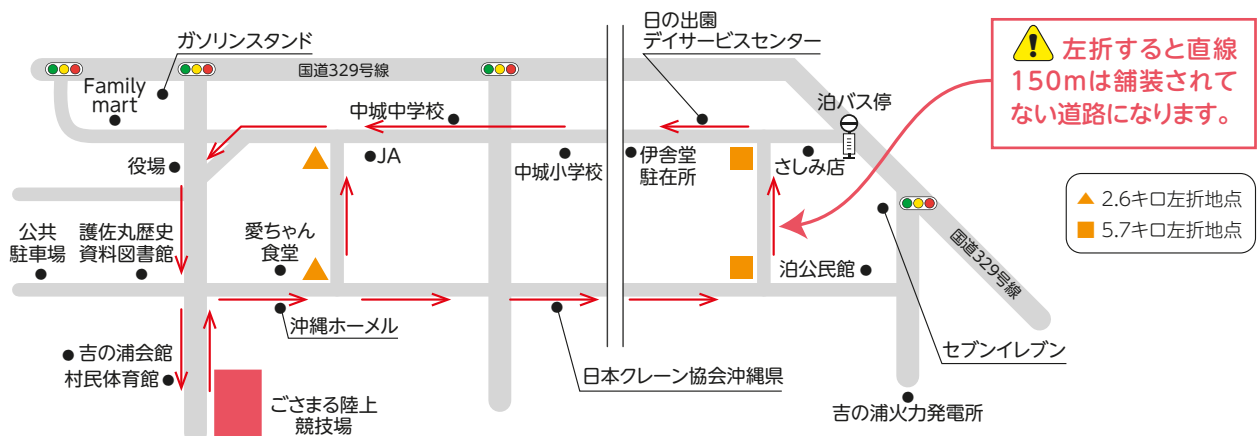 ガソリンスタンド
日の出園
デイサービスセンター
左折すると直線
150mは舗装されて
ない道路になります。
国道329号線
Family
mart
中城中学校
泊バス停
役場
JA
中城小学校
伊舎堂
駐在所
さしみ店
▲ 2.6キロ左折地点
■ 5.7キロ左折地点
公共
駐車場
護佐丸歴史
資料図書館
愛ちゃん
食堂
泊公民館
国道329号線
沖縄ホーメル
吉の浦会館
村民体育館
日本クレーン協会沖縄県
セブンイレブン
ごさまる陸上
競技場
吉の浦火力発電所